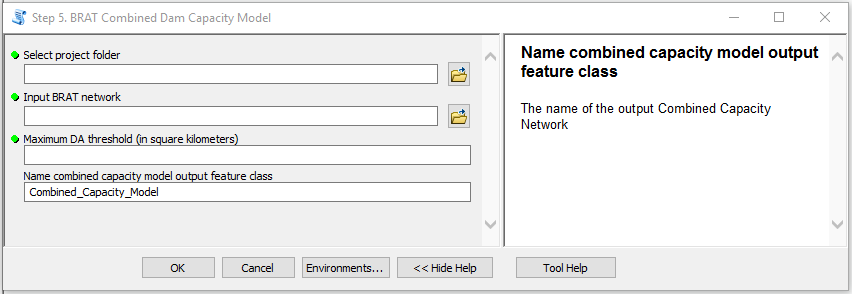 Step 5. BRAT Combined Dam Capacity Model
Select project folder
Input BRAT network
Maximum DA threshold (in square kilometers)
Name combined capacity model output feature class
Combined_Capacity_Model
Name combined capacity model output
feature class
The name of the output Combined Capacity
Network
OK
Cancel
Environments...
<< Hide Help
Tool Help